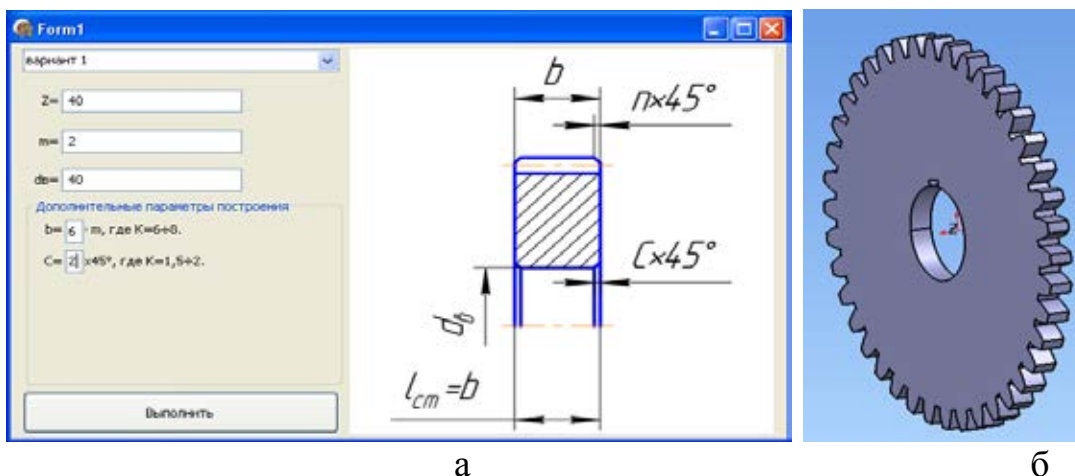 Form1
вариант 1
Z= 40
m= 2
dв= 40
Дополнительные параметры построения
b= 6 · m, где K=6÷8.
C= 2 x45°, где K=1,5÷2.
Выполнить
b
n×45°
C×45°
dв
lcm=b
Z
а
б